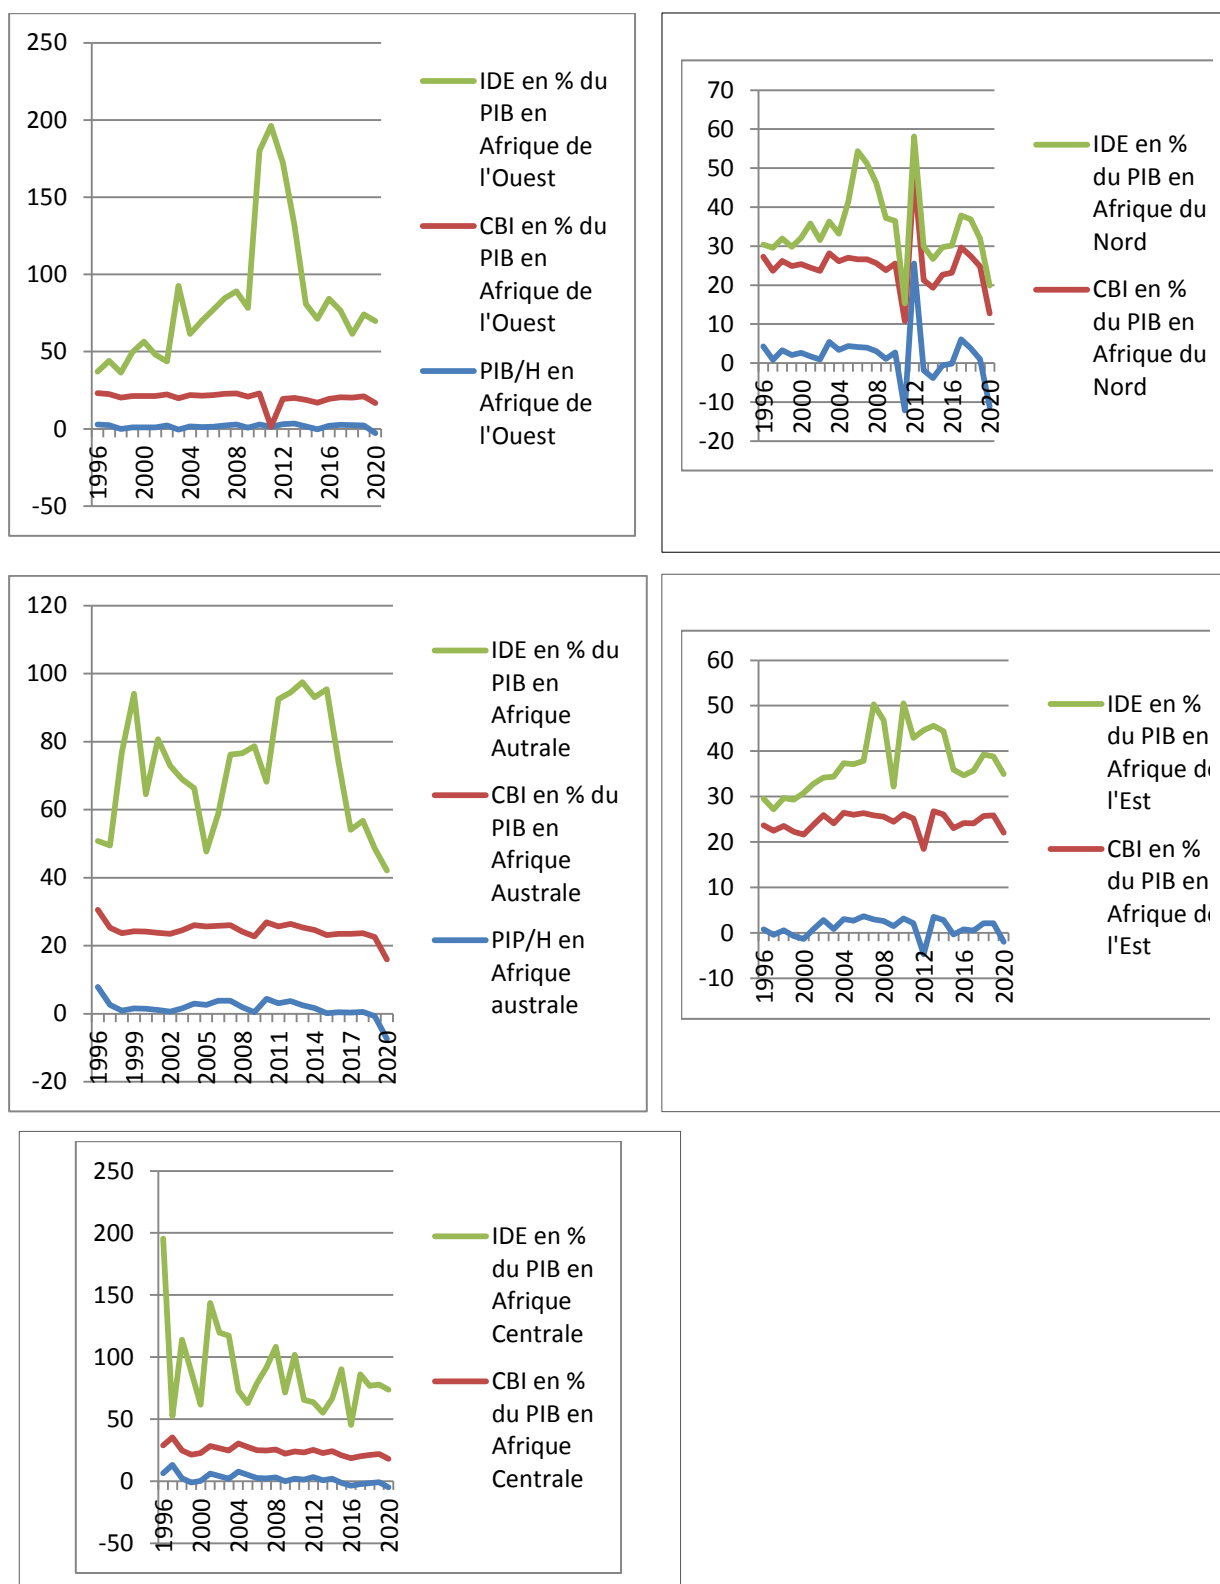 250
200
150
100
50
0
-50
1996
2000
2004
2008
2012
2016
2020
IDE en % du
PIB en
Afrique de
l'Ouest
CBI en % du
PIB en
Afrique de
l'Ouest
PIB/H en
Afrique de
l'Ouest
70
60
50
40
30
20
10
0
-10
-20
1996
2000
2004
2008
2012
2016
2020
IDE en %
du PIB en
Afrique du
Nord
CBI en %
du PIB en
Afrique du
Nord
120
100
80
60
40
20
0
-20
1996
1999
2002
2005
2008
2011
2014
2017
2020
IDE en % du
PIB en
Afrique
Autrale
CBI en % du
PIB en
Afrique
Australe
PIP/H en
Afrique
australe
60
50
40
30
20
10
0
-10
1996
2000
2004
2008
2012
2016
2020
IDE en %
du PIB en
Afrique de
l'Est
CBI en %
du PIB en
Afrique de
l'Est
250
200
150
100
50
0
-50
1996
2000
2004
2008
2012
2016
2020
IDE en %
du PIB en
Afrique
Centrale
CBI en %
du PIB en
Afrique
Centrale